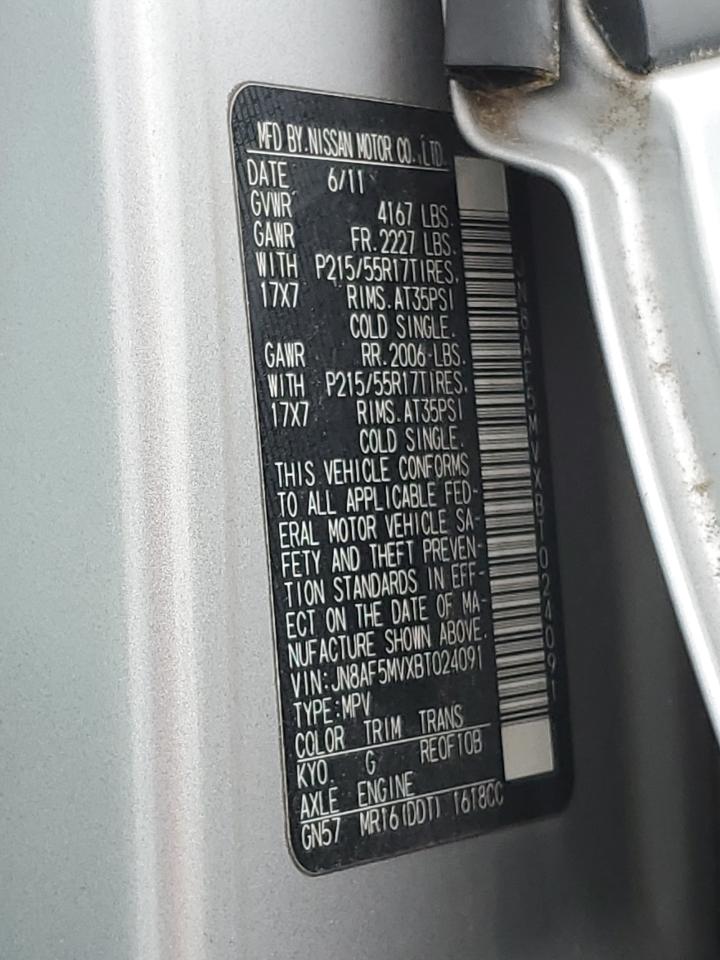 MFD BY.NISSAN MOTOR CO.,LTD.
DATE 6/11
GVWR 4167 LBS.
GAWR FR.2227 LBS.
WITH P215/55R17TIRES,
17X7 RIMS.AT35PSI
COLD SINGLE.
GAWR RR.2006 LBS.
WITH P215/55R17TIRES,
17X7 RIMS.AT35PSI
COLD SINGLE.
THIS VEHICLE CONFORMS
TO ALL APPLICABLE FED-
ERAL MOTOR VEHICLE SA-
FETY AND THEFT PREVEN-
TION STANDARDS IN EFF-
ECT ON THE DATE OF MA-
NUFACTURE SHOWN ABOVE.
VIN:JN8AF5MVXBT024091
TYPE:MPV
COLOR TRIM TRANS
KY0. G RE0F10B
AXLE ENGINE
GN57 MR16(DDT) 1618CC
JN8AF5MVXBT024091